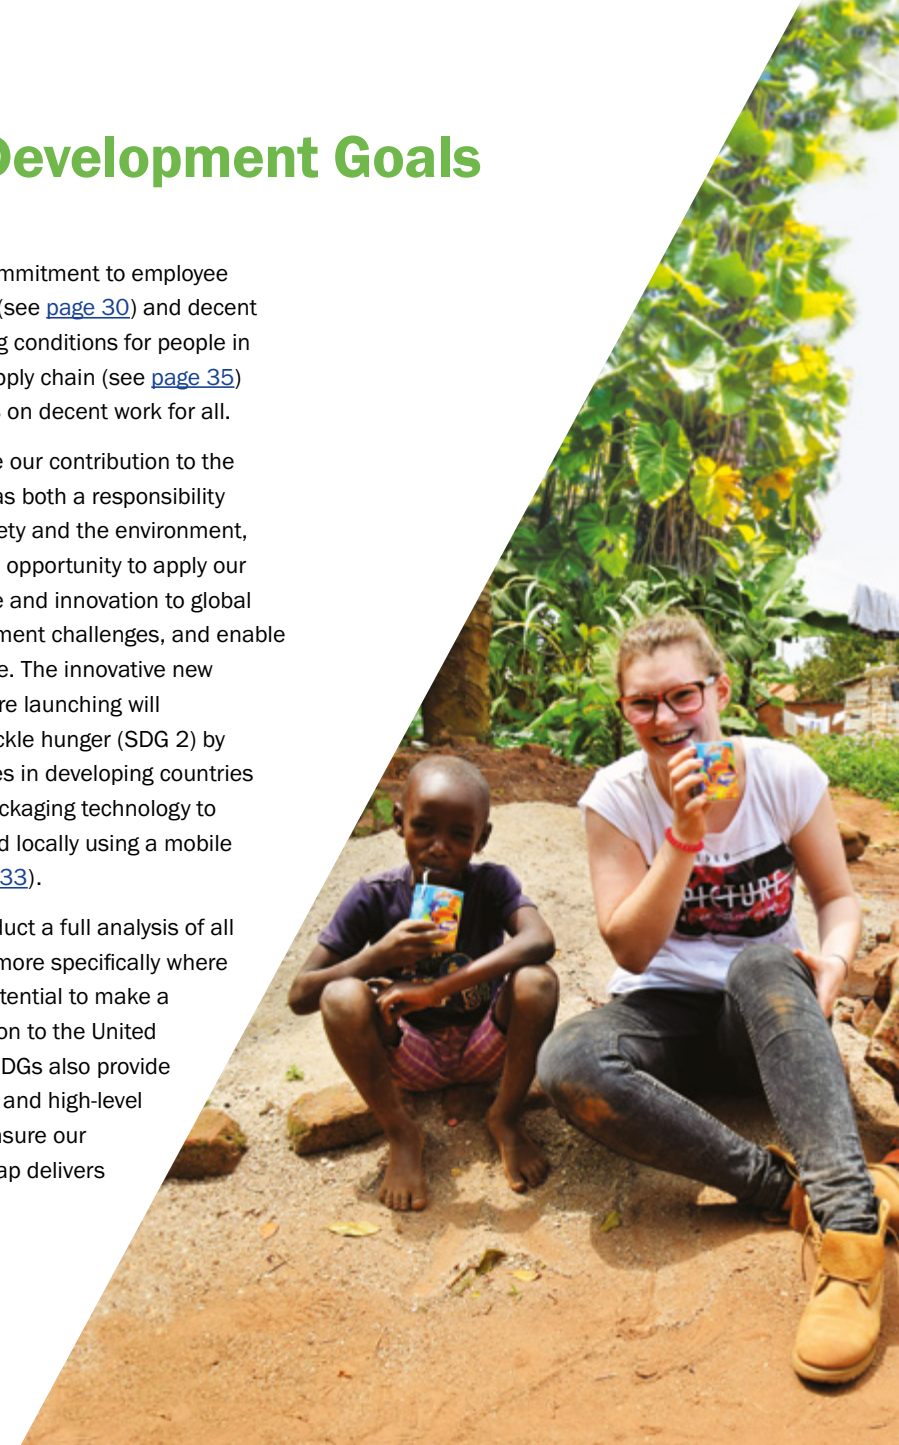 Development Goals
mmitment to employee
(see page 30) and decent
g conditions for people in
pply chain (see page 35)
on decent work for all.
e our contribution to the
as both a responsibility
ety and the environment,
opportunity to apply our
e and innovation to global
ment challenges, and enable
e. The innovative new
re launching will
ckle hunger (SDG 2) by
es in developing countries
ckaging technology to
d locally using a mobile
33).
duct a full analysis of all
more specifically where
tential to make a
on to the United
DGs also provide
and high-level
nsure our
ap delivers
PICTURE